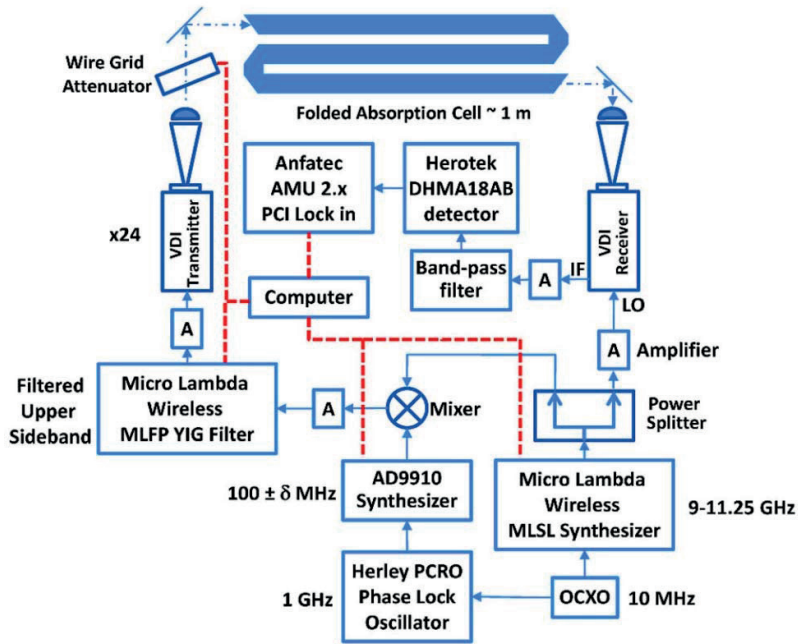 Wire Grid
Attenuator
Folded Absorption Cell ~ 1 m
x24
VDI
Transmitter
Anfatec
AMU 2.x
PCI Lock in
Herotek
DHMA18AB
detector
VDI
Receiver
Band-pass
filter
A
IF
LO
Computer
A
A
Amplifier
Filtered
Upper
Sideband
Micro Lambda
Wireless
MLFP YIG Filter
A
Mixer
Power
Splitter
100 ± δ MHz
AD9910
Synthesizer
Micro Lambda
Wireless
MLSL Synthesizer
9-11.25 GHz
1 GHz
Herley PCRO
Phase Lock
Oscillator
OCXO
10 MHz